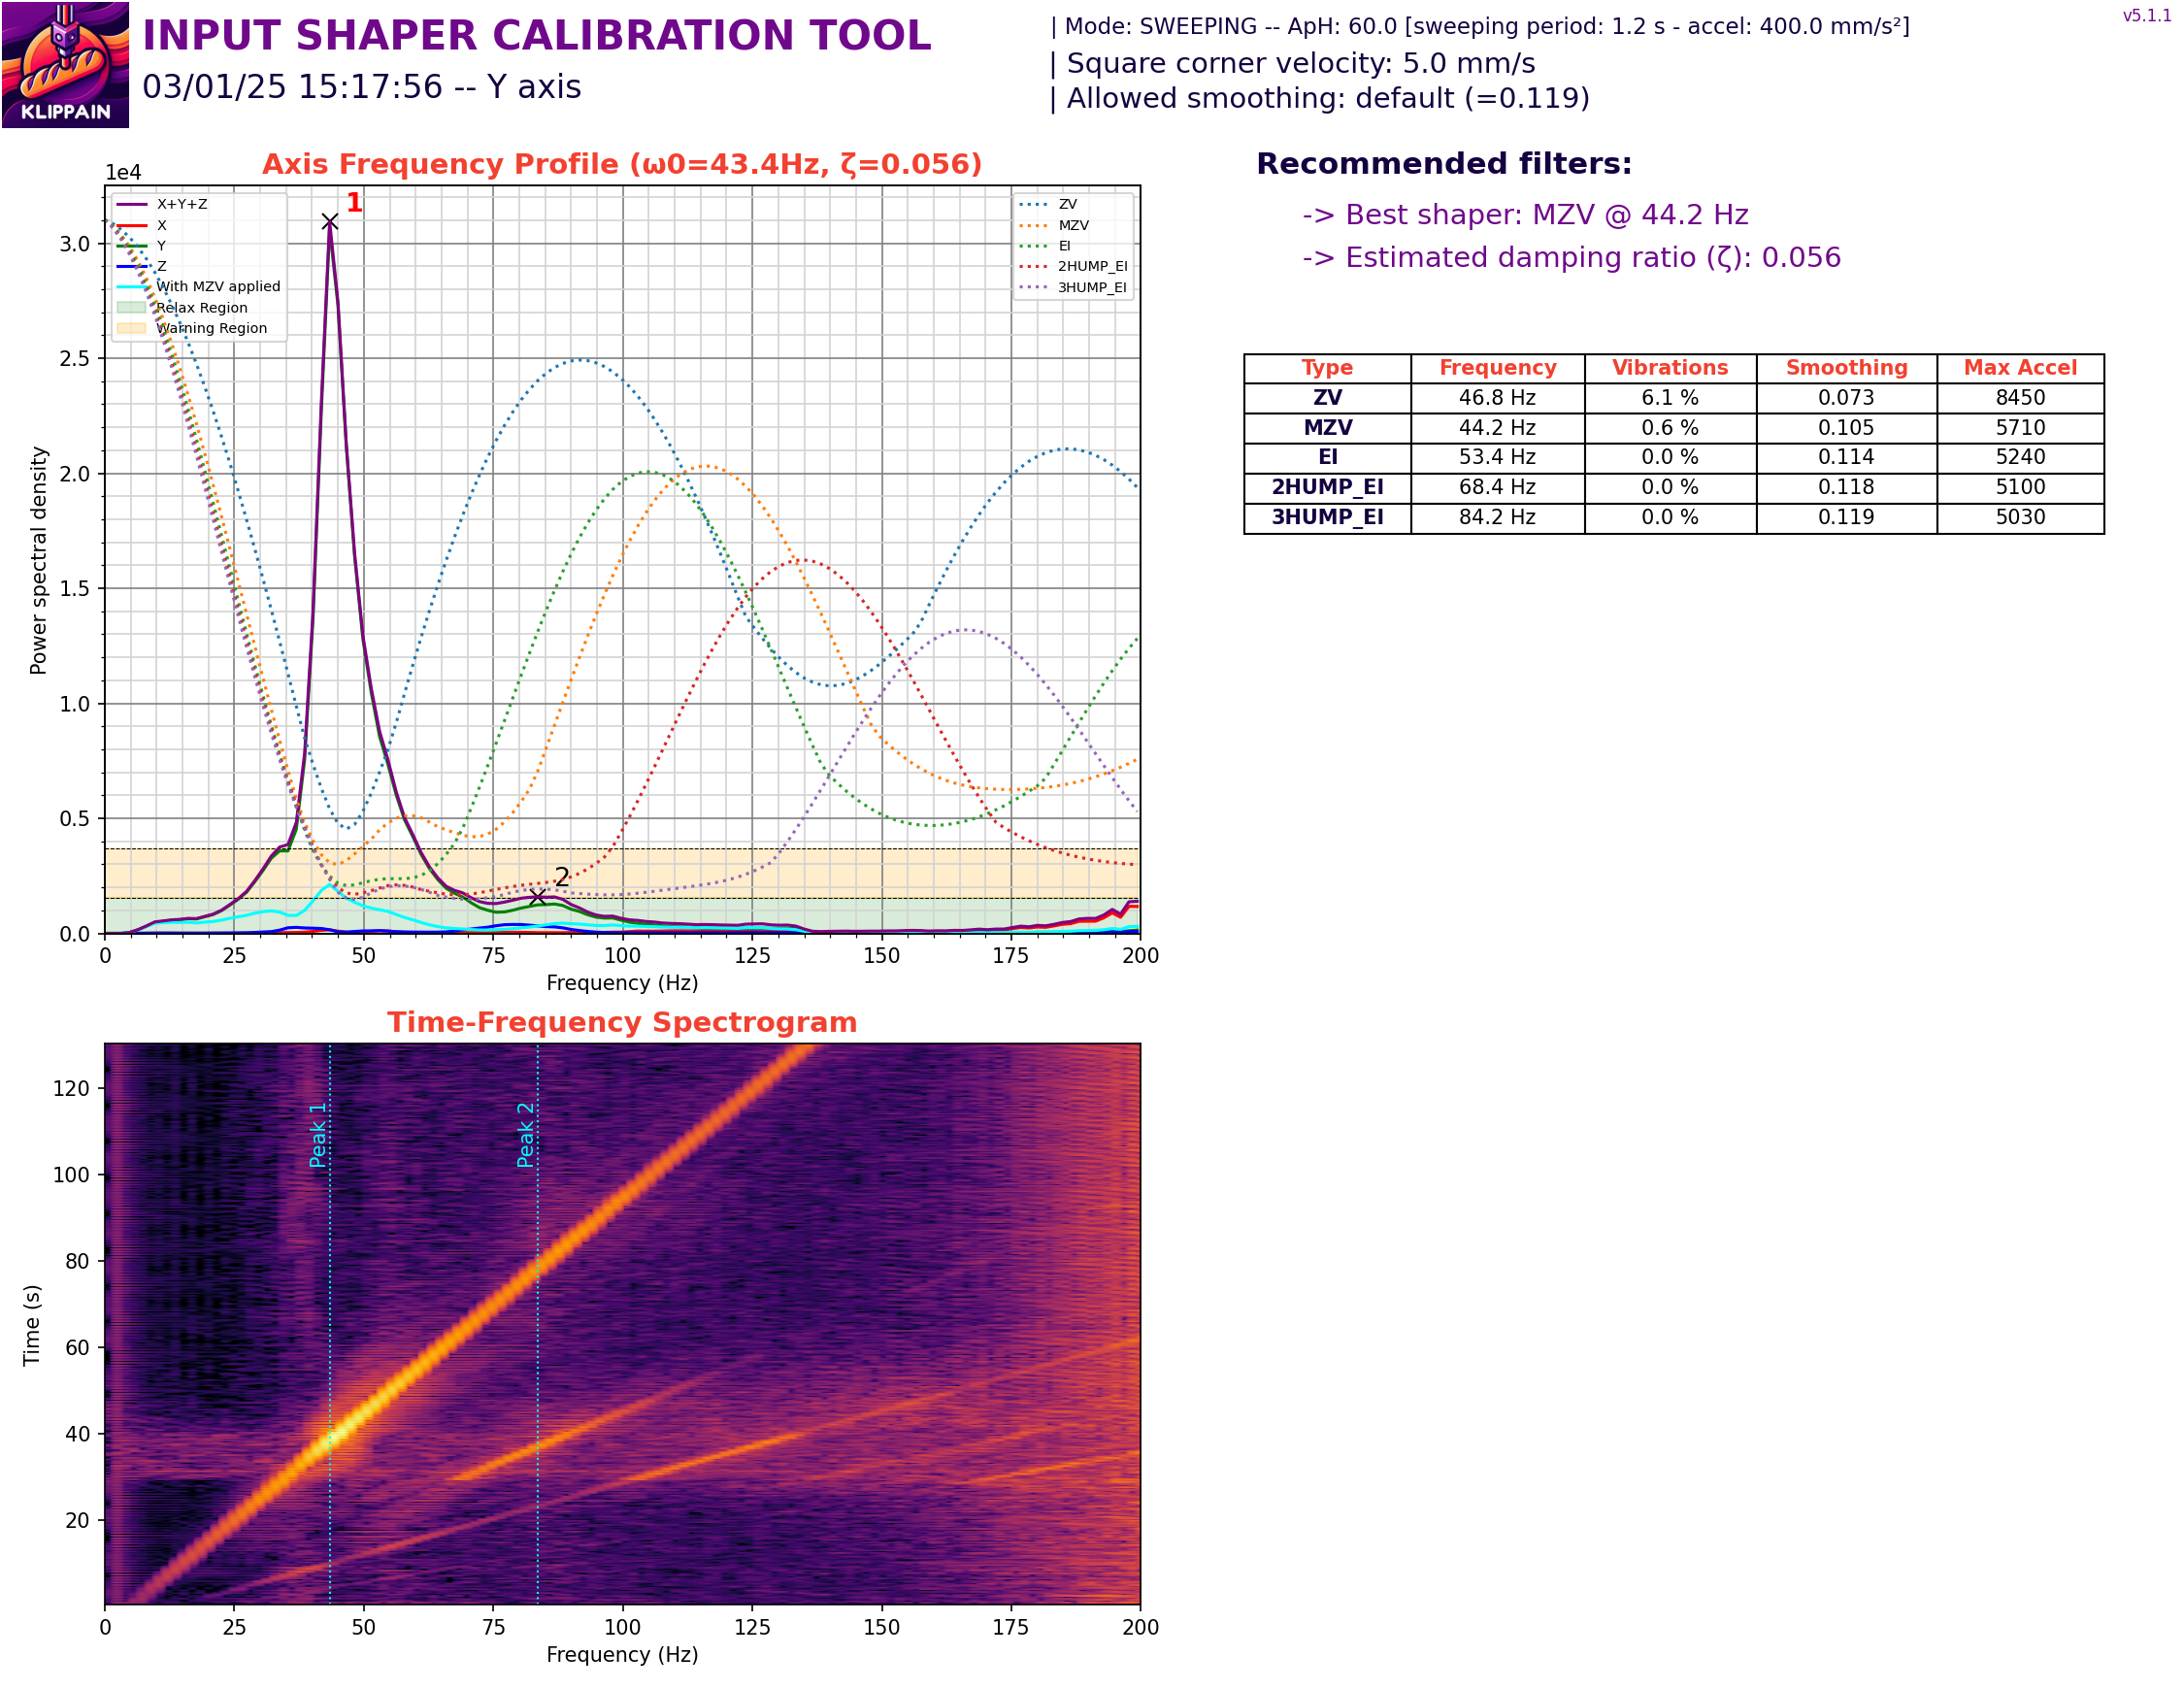 INPUT SHAPER CALIBRATION TOOL
03/01/25 15:17:56 -- Y axis
KLIPPAIN
| Mode: SWEEPING -- ApH: 60.0 [sweeping period: 1.2 s - accel: 400.0 mm/s²]
| Square corner velocity: 5.0 mm/s
| Allowed smoothing: default (=0.119)
v5.1.1
Axis Frequency Profile (ω0=43.4Hz, ζ=0.056)
1e4
X+Y+Z
X
Y
Z
With MZV applied
Relax Region
Warning Region
1
2
ZV
MZV
EI
2HUMP_EI
3HUMP_EI
Power spectral density
3.0
2.5
2.0
1.5
1.0
0.5
0.0
0 25 50 75 100 125 150 175 200
Frequency (Hz)
Recommended filters:
-> Best shaper: MZV @ 44.2 Hz
-> Estimated damping ratio (ζ): 0.056
Type Frequency Vibrations Smoothing Max Accel
ZV 46.8 Hz 6.1 % 0.073 8450
MZV 44.2 Hz 0.6 % 0.105 5710
EI 53.4 Hz 0.0 % 0.114 5240
2HUMP_EI 68.4 Hz 0.0 % 0.118 5100
3HUMP_EI 84.2 Hz 0.0 % 0.119 5030
Time-Frequency Spectrogram
Time (s)
120
100
80
60
40
20
Peak 1
Peak 2
0 25 50 75 100 125 150 175 200
Frequency (Hz)